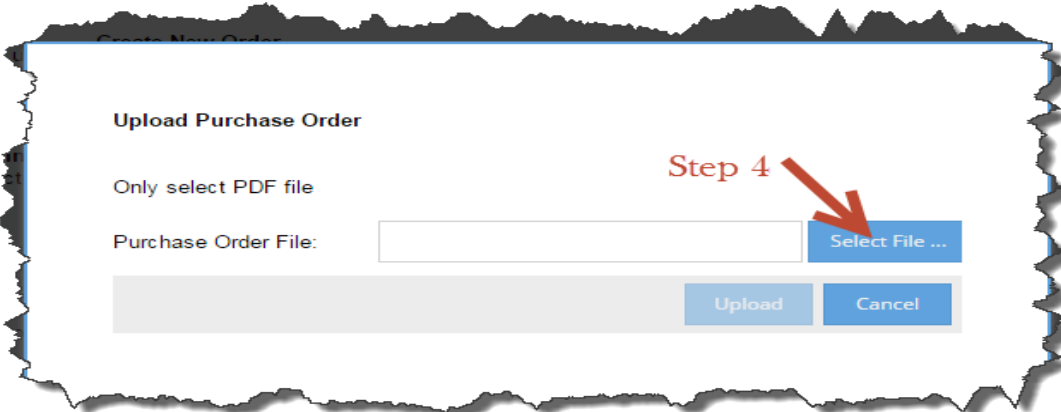 Create New Order
Upload Purchase Order
Step 4
Only select PDF file
Purchase Order File:
Select File ...
Upload
Cancel